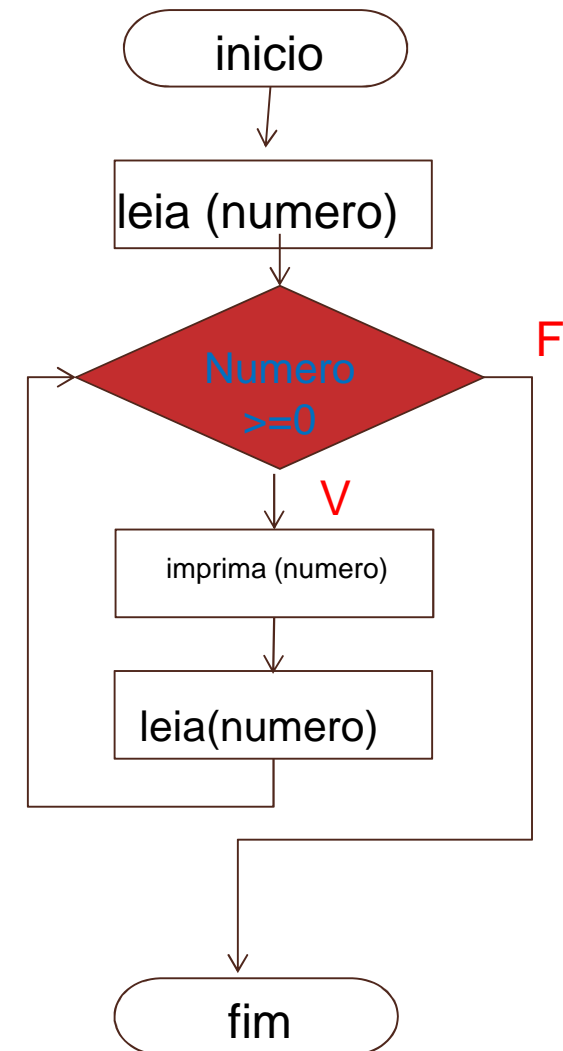 inicio
leia (numero)
F
Numero
>=0
V
imprima (numero)
leia(numero)
fim